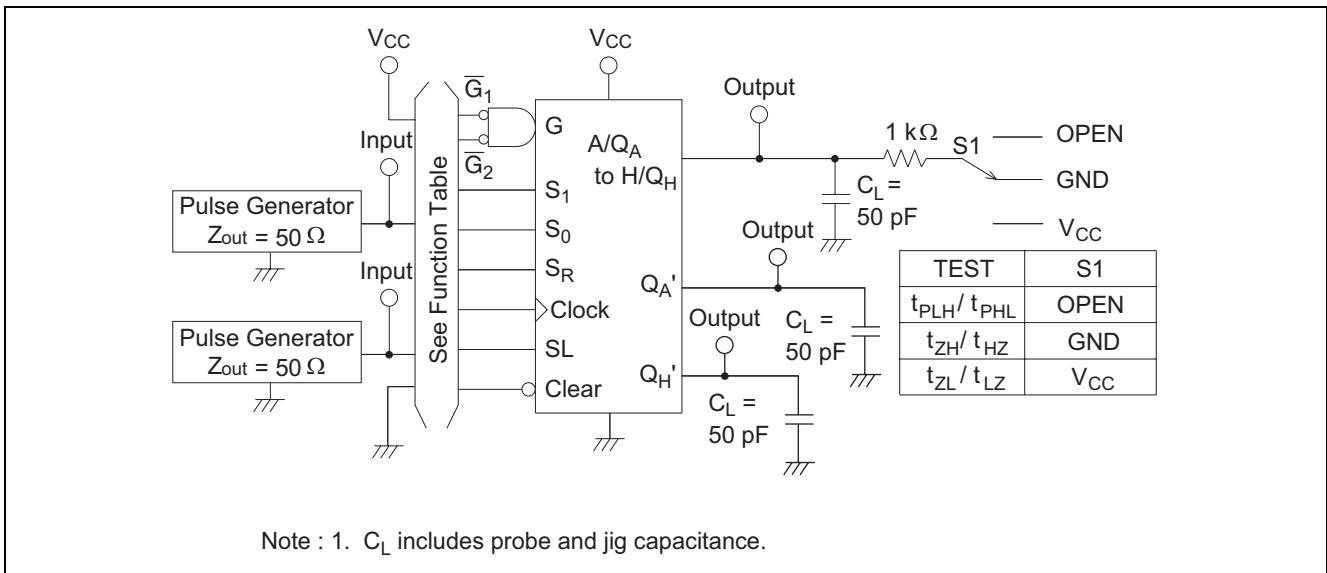 VCC
VCC
G̅1
G̅2
Input
Pulse Generator
Zout = 50 Ω
Input
Pulse Generator
Zout = 50 Ω
See Function Table
G
S1
S0
SR
Clock
SL
Clear
A/QA
to H/QH
QA'
QH'
Output
1 kΩ
S1
OPEN
GND
VCC
CL =
50 pF
Output
CL =
50 pF
Output
CL =
50 pF
TEST S1
tPLH / tPHL OPEN
tZH / tHZ GND
tZL / tLZ VCC
Note : 1. CL includes probe and jig capacitance.